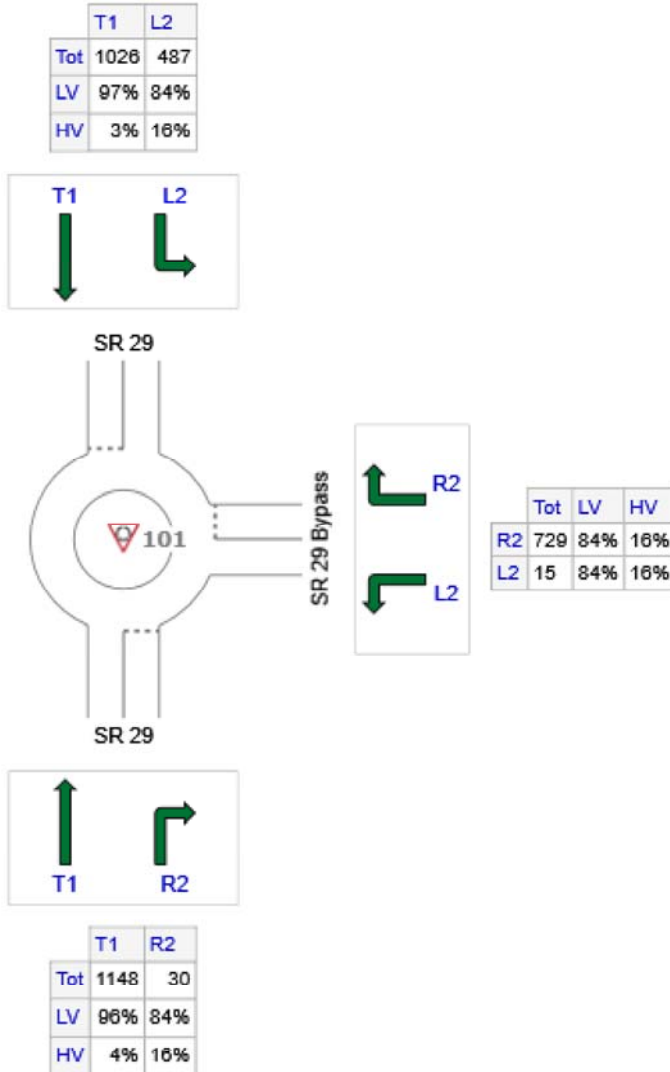 T1 L2
Tot 1026 487
LV 97% 84%
HV 3% 16%
T1 L2
SR 29
101
SR 29 Bypass
R2
L2
Tot LV HV
R2 729 84% 16%
L2 15 84% 16%
SR 29
T1 R2
T1 R2
Tot 1148 30
LV 96% 84%
HV 4% 16%